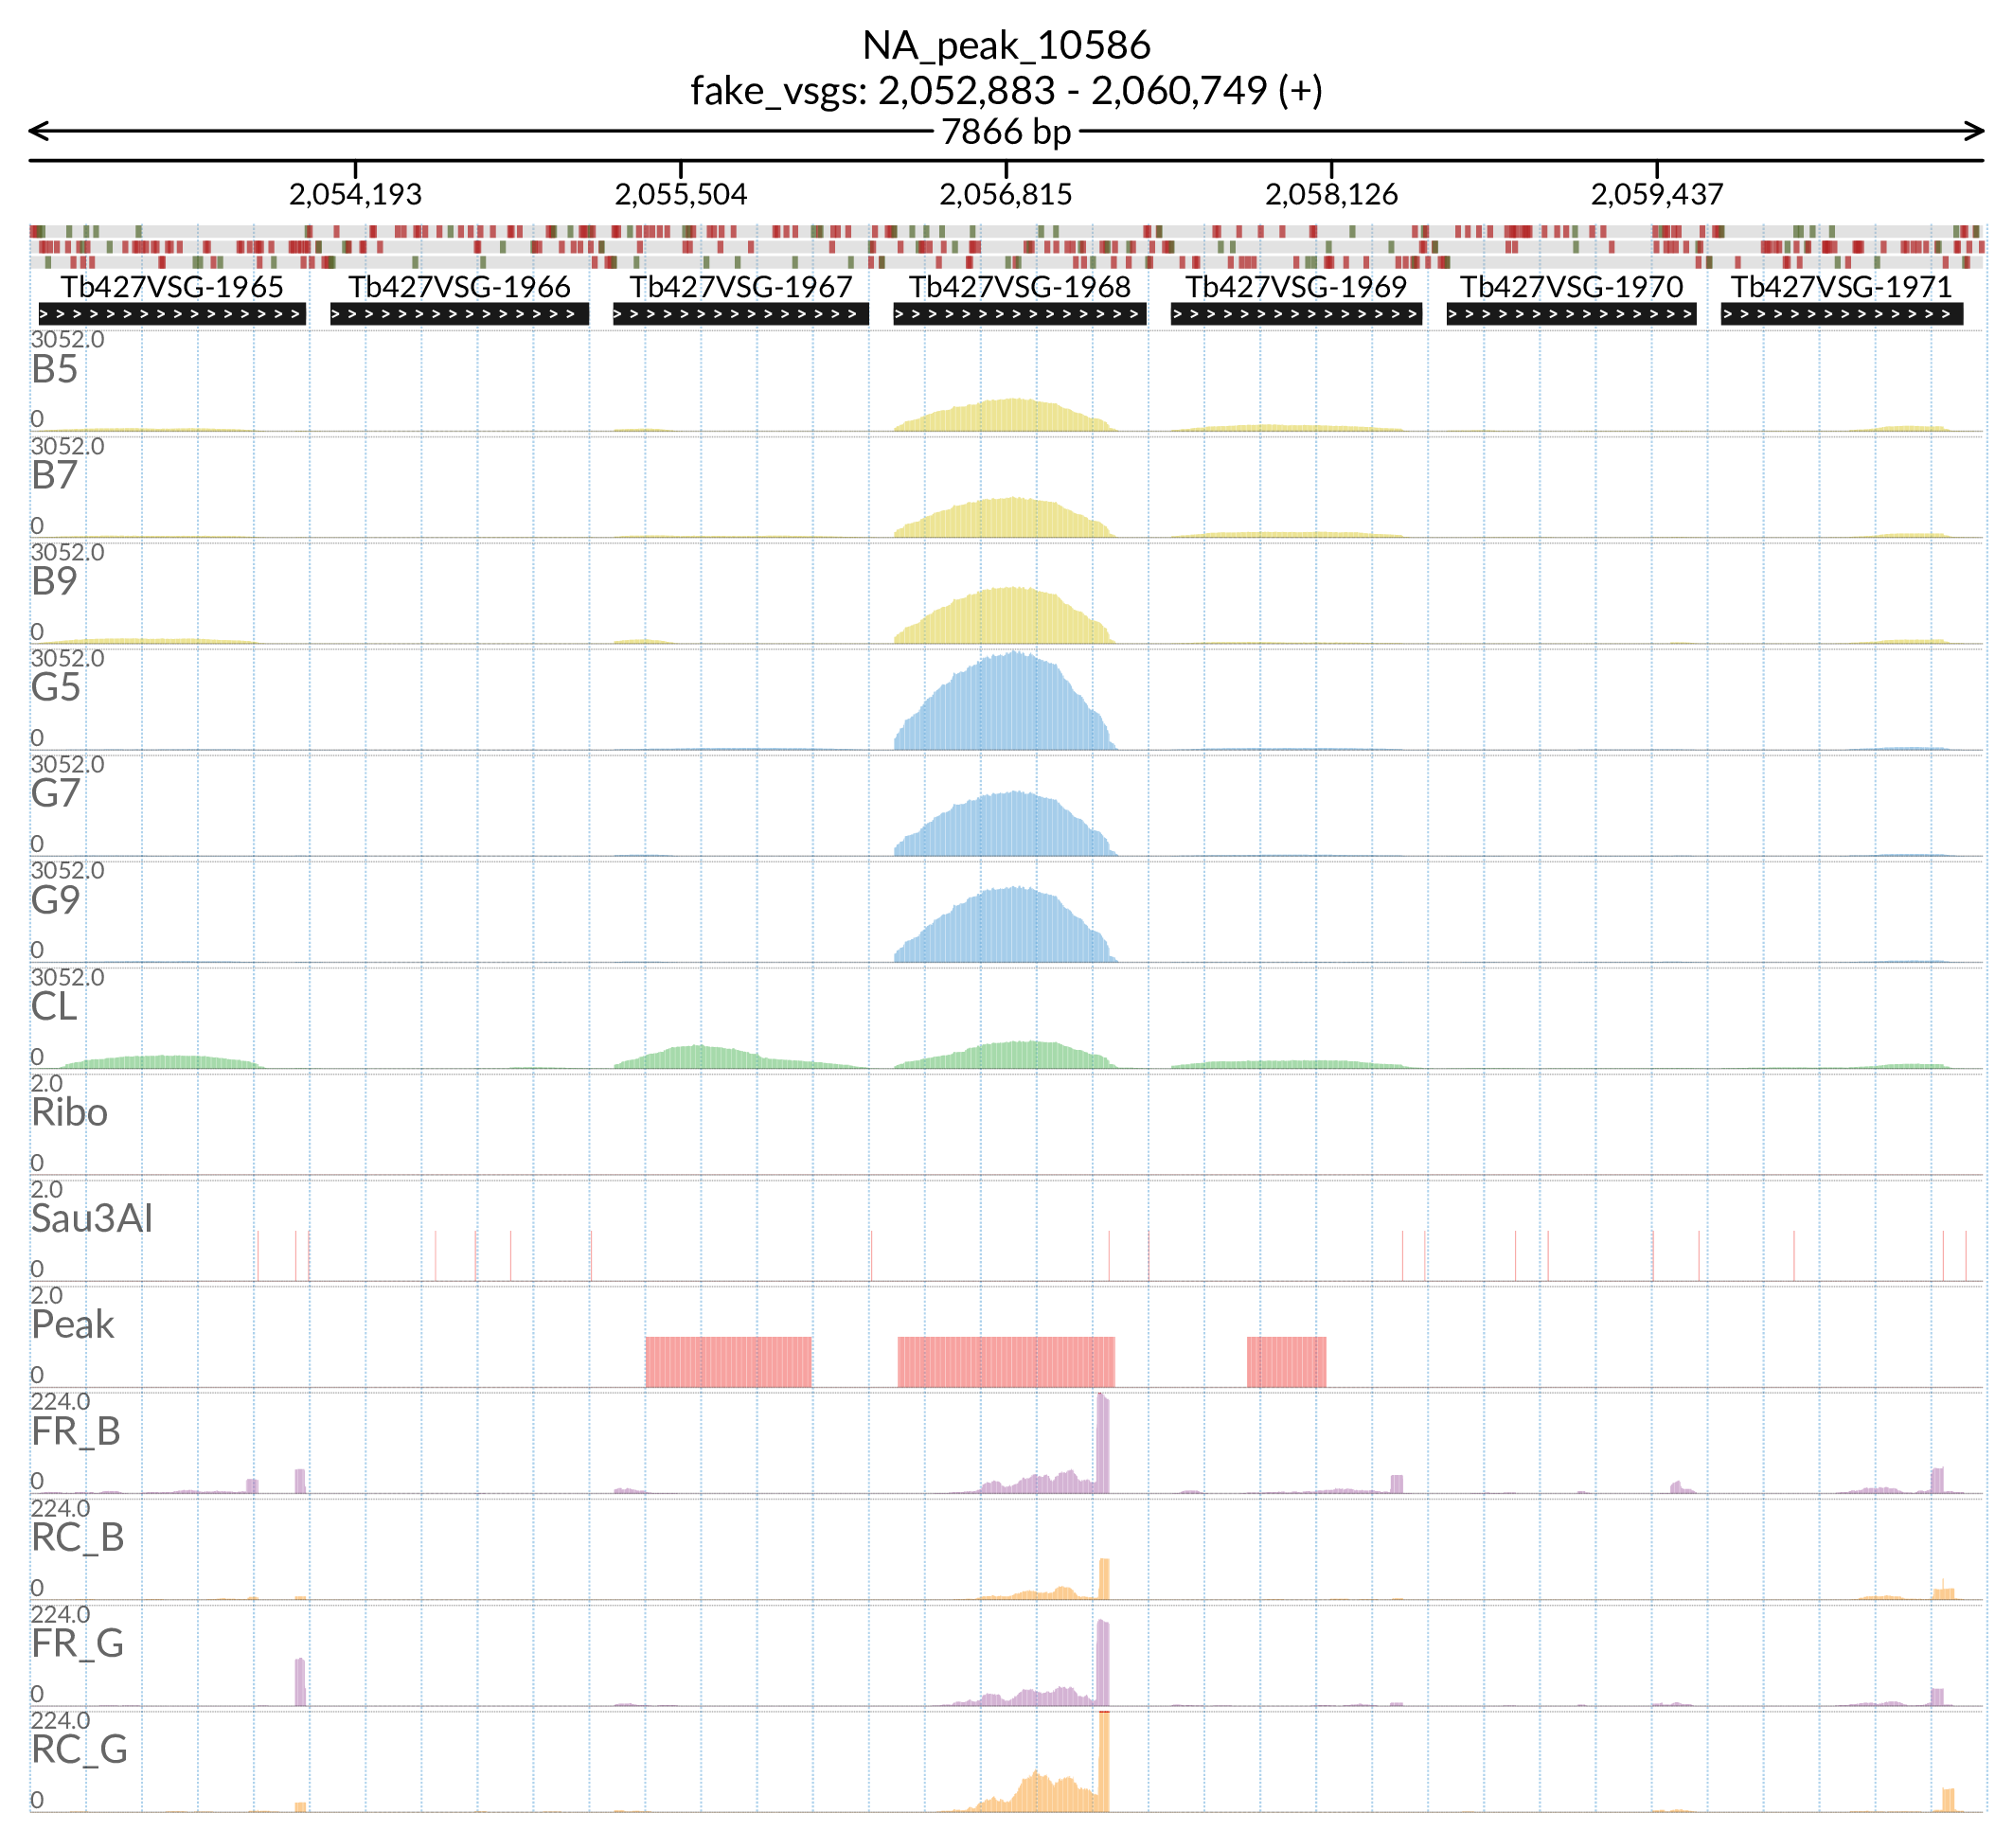 NA_peak_10586
fake_vsgs: 2,052,883 - 2,060,749 (+)
7866 bp
2,054,193 2,055,504 2,056,815 2,058,126 2,059,437
Tb427VSG-1965 Tb427VSG-1966 Tb427VSG-1967 Tb427VSG-1968 Tb427VSG-1969 Tb427VSG-1970 Tb427VSG-1971
3052.0
B5
0
3052.0
B7
0
3052.0
B9
0
3052.0
G5
0
3052.0
G7
0
3052.0
G9
0
3052.0
CL
0
2.0
Ribo
0
2.0
Sau3AI
0
2.0
Peak
0
224.0
FR_B
0
224.0
RC_B
0
224.0
FR_G
0
224.0
RC_G
0